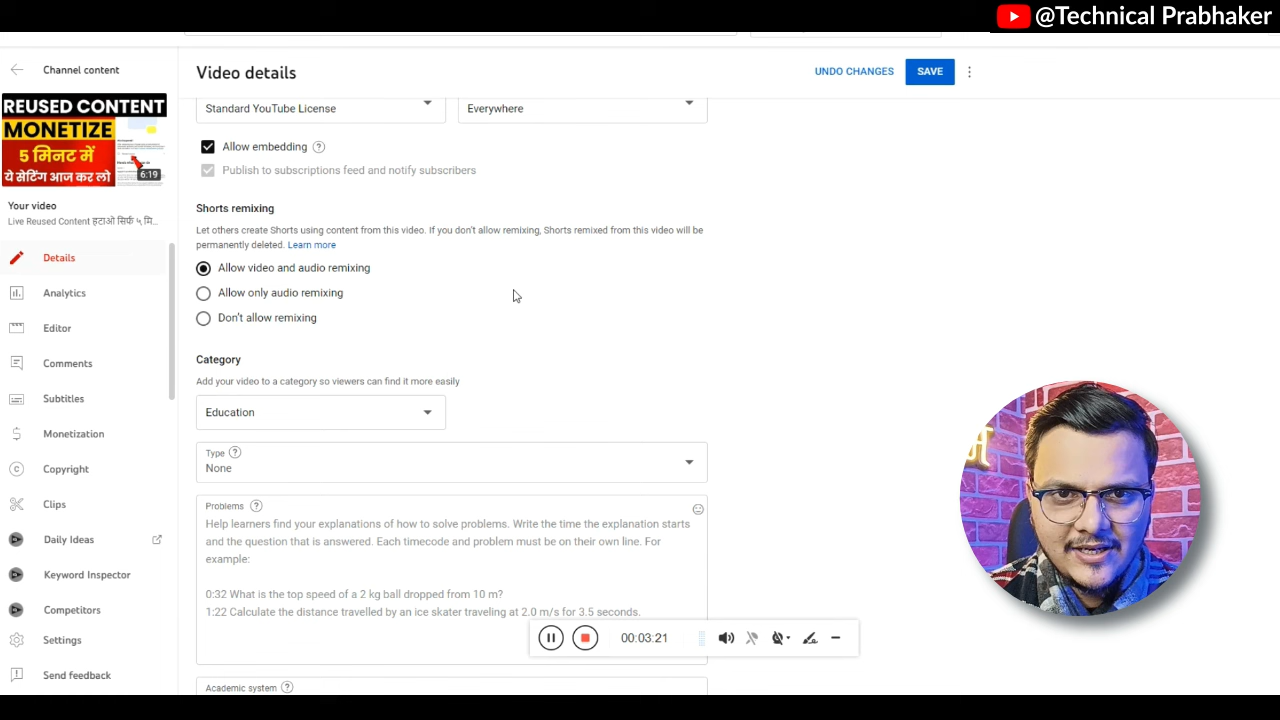 @Technical Prabhaker
Channel content
Video details
UNDO CHANGES
SAVE
REUSED CONTENT
MONETIZE
5 मिनट में
ये सेटिंग आज कर लो
6:19
Your video
Live Reused Content हटाओ सिर्फ ५ मि...
Details
Analytics
Editor
Comments
Subtitles
Monetization
Copyright
Clips
Daily Ideas
Keyword Inspector
Competitors
Settings
Send feedback
Standard YouTube License
Everywhere
Allow embedding
Publish to subscriptions feed and notify subscribers
Shorts remixing
Let others create Shorts using content from this video. If you don't allow remixing, Shorts remixed from this video will be
permanently deleted. Learn more
Allow video and audio remixing
Allow only audio remixing
Don't allow remixing
Category
Add your video to a category so viewers can find it more easily
Education
Type
None
Problems
Help learners find your explanations of how to solve problems. Write the time the explanation starts
and the question that is answered. Each timecode and problem must be on their own line. For
example:
0:32 What is the top speed of a 2 kg ball dropped from 10 m?
1:22 Calculate the distance travelled by an ice skater traveling at 2.0 m/s for 3.5 seconds.
00:03:21
Academic system